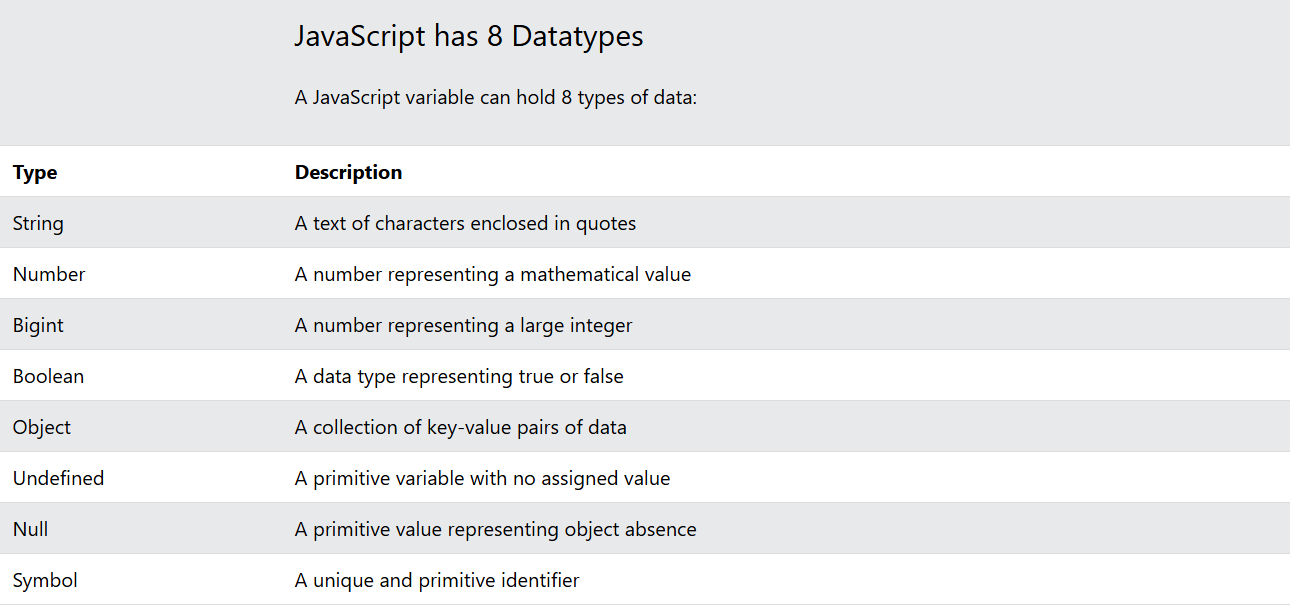 JavaScript has 8 Datatypes
A JavaScript variable can hold 8 types of data:
Type Description
String A text of characters enclosed in quotes
Number A number representing a mathematical value
Bigint A number representing a large integer
Boolean A data type representing true or false
Object A collection of key-value pairs of data
Undefined A primitive variable with no assigned value
Null A primitive value representing object absence
Symbol A unique and primitive identifier